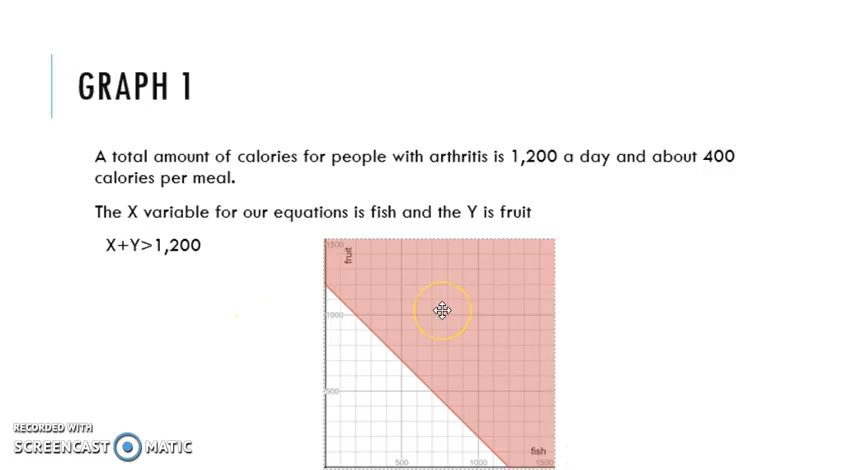 GRAPH 1
A total amount of calories for people with arthritis is 1,200 a day and about 400
calories per meal.
The X variable for our equations is fish and the Y is fruit
X+Y>1,200
1500
fruit
1000
500
fish
500
1000
1500
RECORDED WITH
SCREENCAST MATIC